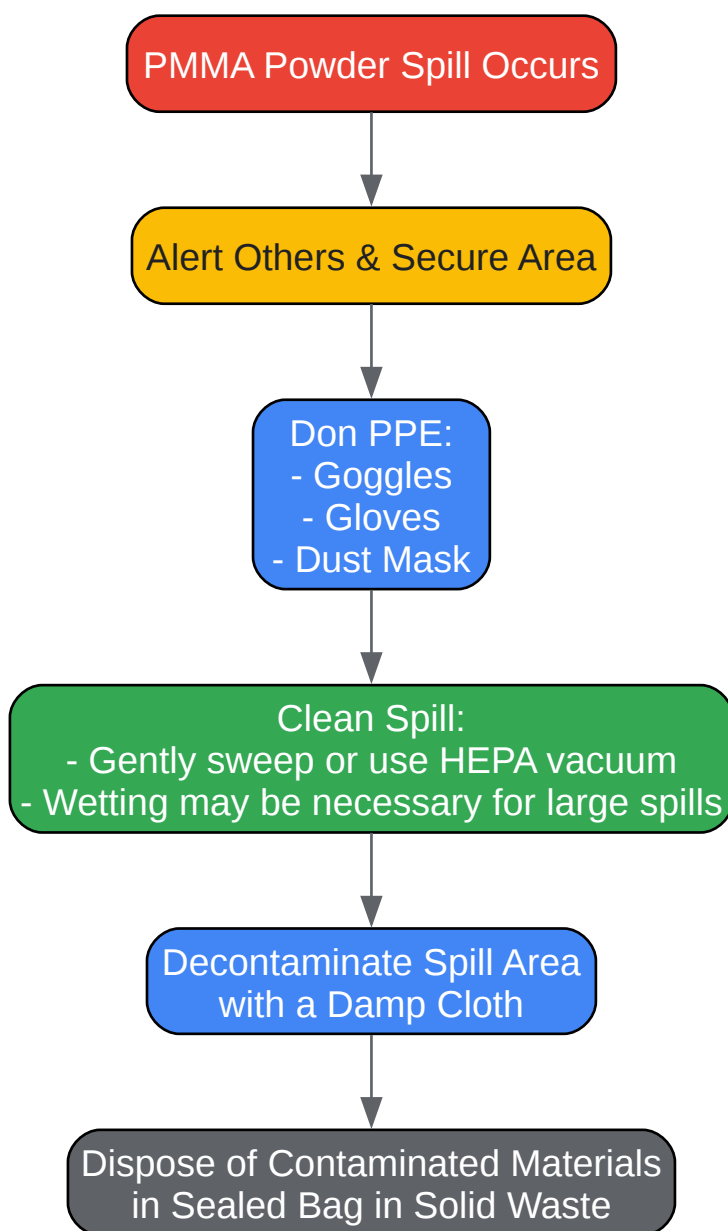 PMMA Powder Spill Occurs
Alert Others & Secure Area
Don PPE:
- Goggles
- Gloves
- Dust Mask
Clean Spill:
- Gently sweep or use HEPA vacuum
- Wetting may be necessary for large spills
Decontaminate Spill Area
with a Damp Cloth
Dispose of Contaminated Materials
in Sealed Bag in Solid Waste